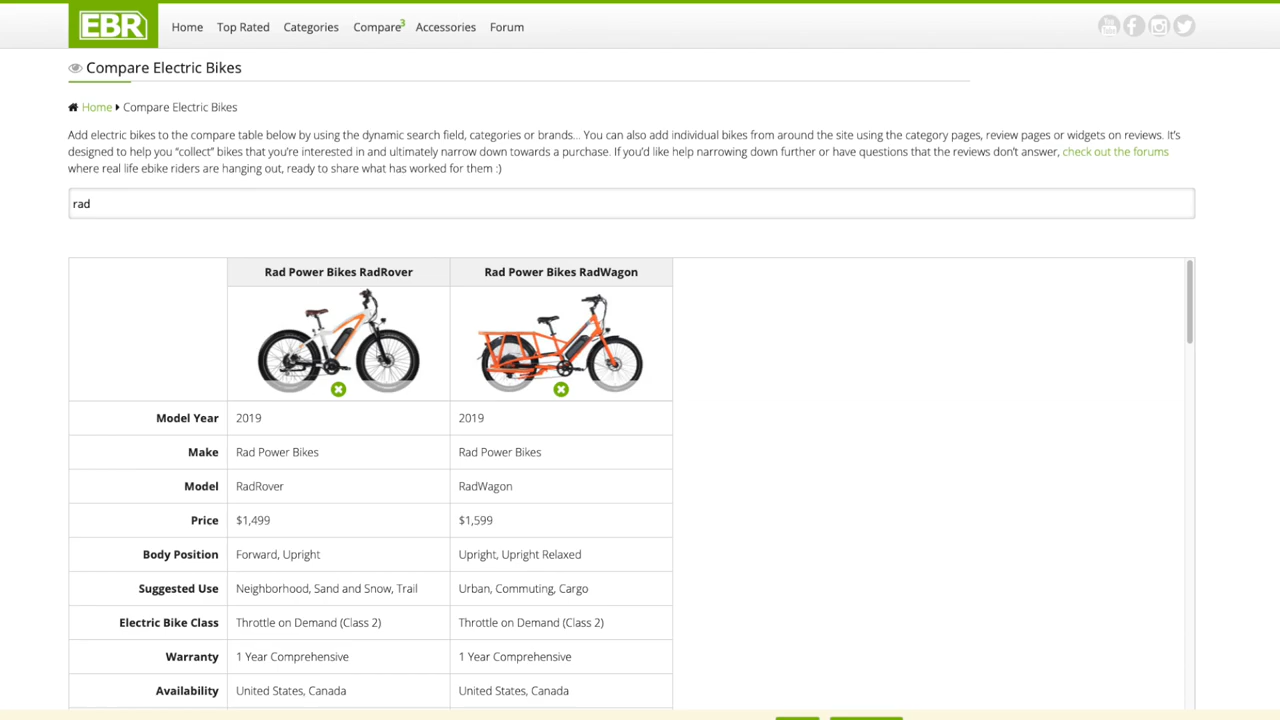 EBR
Home Top Rated Categories Compare 3 Accessories Forum
You Tube
Compare Electric Bikes
Home Compare Electric Bikes
Add electric bikes to the compare table below by using the dynamic search field, categories or brands... You can also add individual bikes from around the site using the category pages, review pages or widgets on reviews. It's
designed to help you “collect” bikes that you're interested in and ultimately narrow down towards a purchase. If you'd like help narrowing down further or have questions that the reviews don't answer, check out the forums
where real life ebike riders are hanging out, ready to share what has worked for them :)
rad
Rad Power Bikes RadRover Rad Power Bikes RadWagon
Model Year 2019 2019
Make Rad Power Bikes Rad Power Bikes
Model RadRover RadWagon
Price $1,499 $1,599
Body Position Forward, Upright Upright, Upright Relaxed
Suggested Use Neighborhood, Sand and Snow, Trail Urban, Commuting, Cargo
Electric Bike Class Throttle on Demand (Class 2) Throttle on Demand (Class 2)
Warranty 1 Year Comprehensive 1 Year Comprehensive
Availability United States, Canada United States, Canada